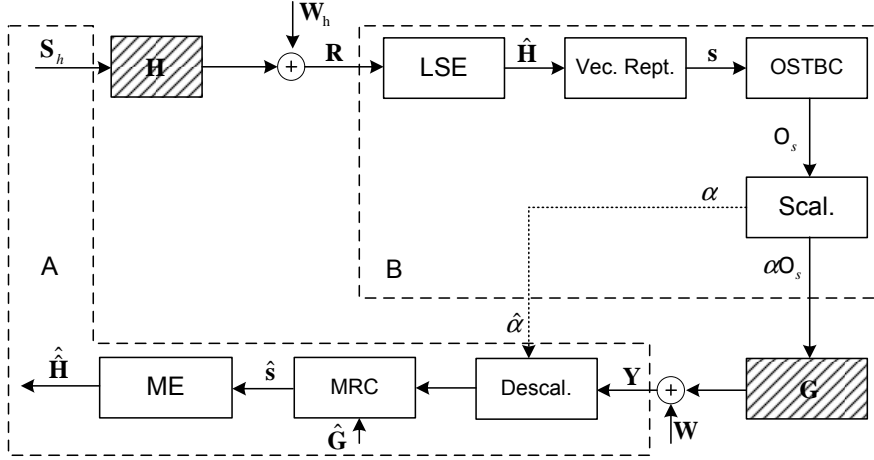 W_h
S_h
H
+
R
LSE
Ĥ
Vec. Rept.
s
OSTBC
O_s
α
Scal.
αO_s
A
B
α̂
Ĥ̂
ME
ŝ
MRC
Ĝ
Descal.
Y
+
W
G